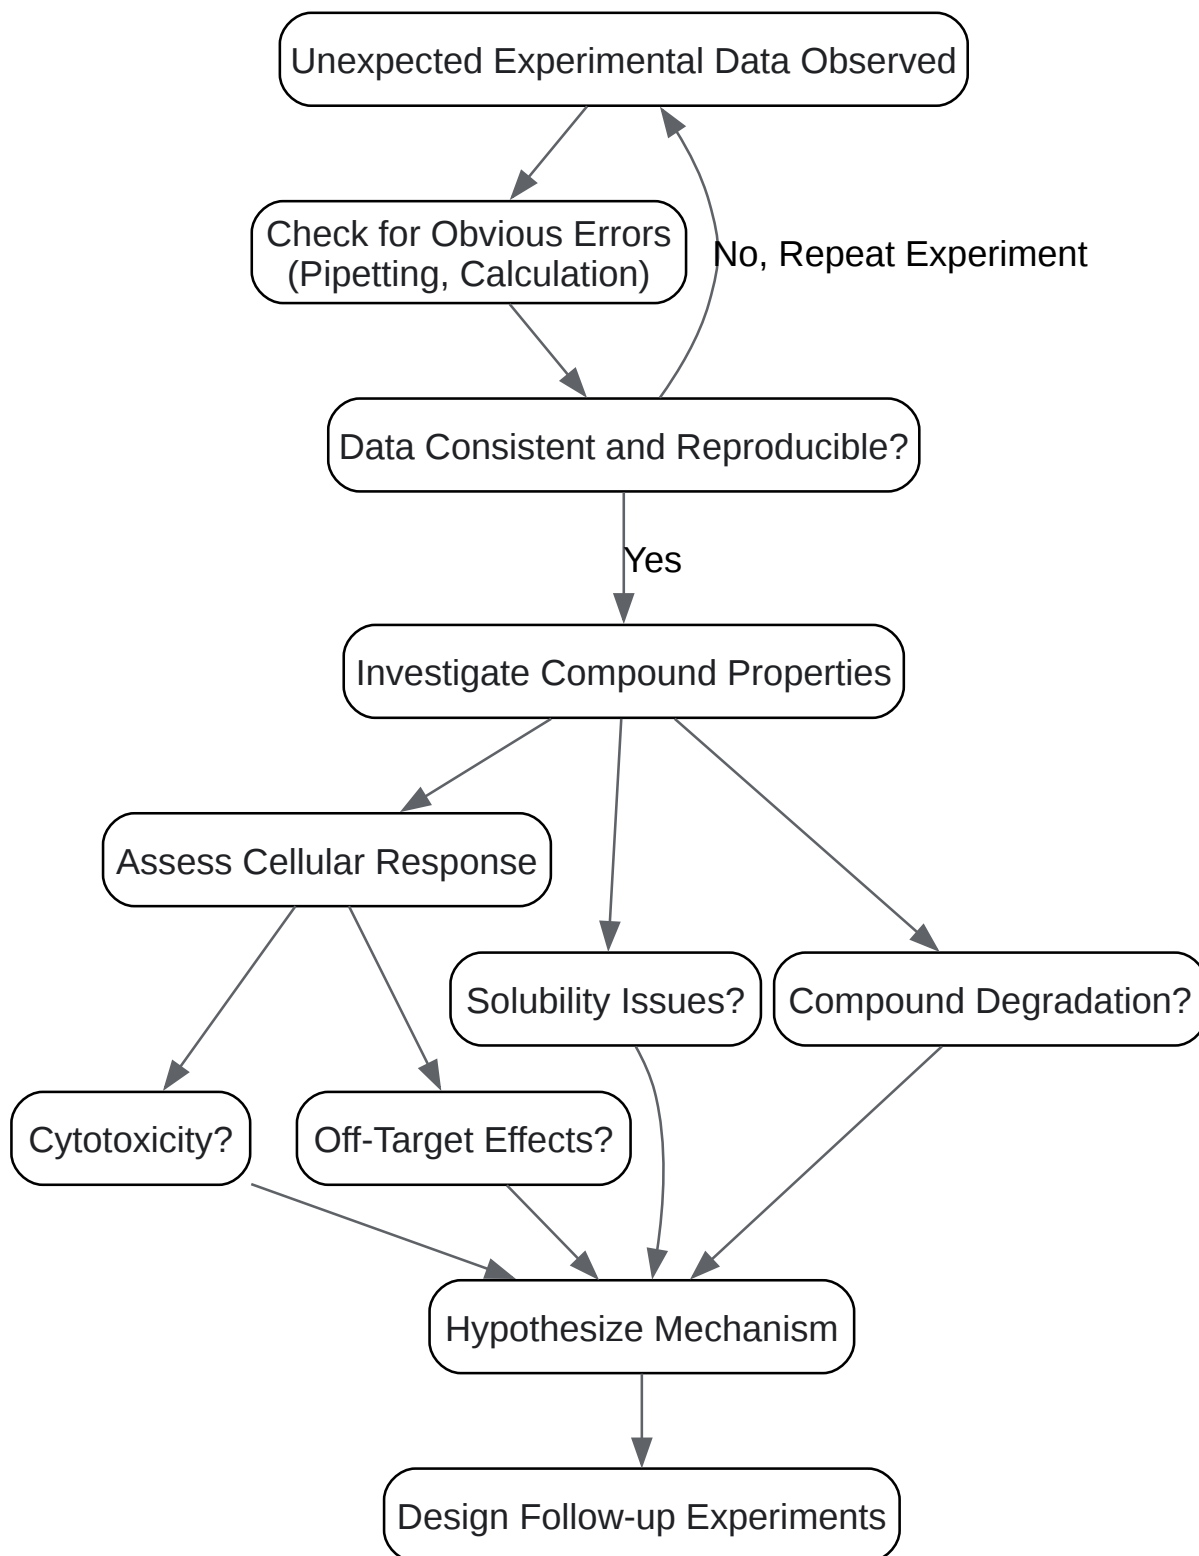 Unexpected Experimental Data Observed
Check for Obvious Errors
(Pipetting, Calculation)
No, Repeat Experiment
Data Consistent and Reproducible?
Yes
Investigate Compound Properties
Assess Cellular Response
Solubility Issues?
Compound Degradation?
Cytotoxicity?
Off-Target Effects?
Hypothesize Mechanism
Design Follow-up Experiments